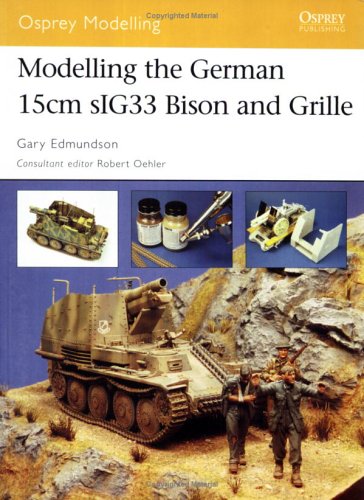 Osprey Modelling
OSPREY
PUBLISHING
Modelling the German
15cm sIG33 Bison and Grille
Gary Edmundson
Consultant editor Robert Oehler